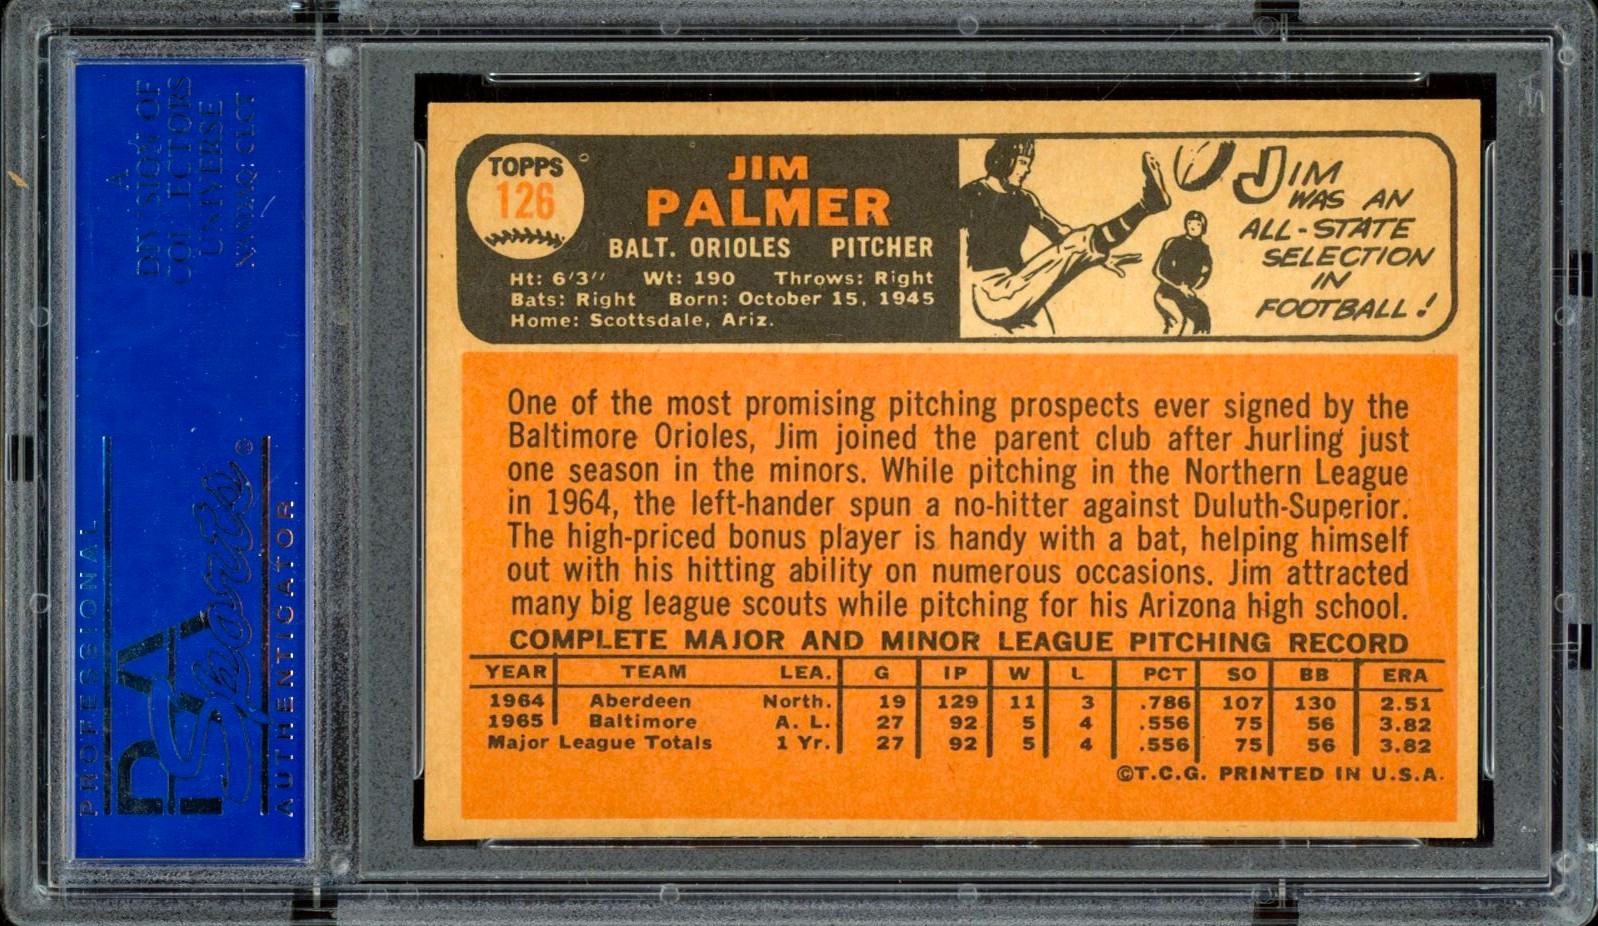 A
DIVISION OF
COLLECTORS
UNIVERSE
NASDAQ: CLCT
PROFESSIONAL
PSA
Sports®
AUTHENTICATOR
TOPPS
126
JIM
PALMER
BALT. ORIOLES PITCHER
Ht: 6'3" Wt: 190 Throws: Right
Bats: Right Born: October 15, 1945
Home: Scottsdale, Ariz.
JIM
WAS AN
ALL-STATE
SELECTION
IN
FOOTBALL!
One of the most promising pitching prospects ever signed by the
Baltimore Orioles, Jim joined the parent club after hurling just
one season in the minors. While pitching in the Northern League
in 1964, the left-hander spun a no-hitter against Duluth-Superior.
The high-priced bonus player is handy with a bat, helping himself
out with his hitting ability on numerous occasions. Jim attracted
many big league scouts while pitching for his Arizona high school.
COMPLETE MAJOR AND MINOR LEAGUE PITCHING RECORD
YEAR TEAM LEA. G IP W L PCT SO BB ERA
1964 Aberdeen North. 19 129 11 3 .786 107 130 2.51
1965 Baltimore A. L. 27 92 5 4 .556 75 56 3.82
Major League Totals 1 Yr. 27 92 5 4 .556 75 56 3.82
©T.C.G. PRINTED IN U.S.A.